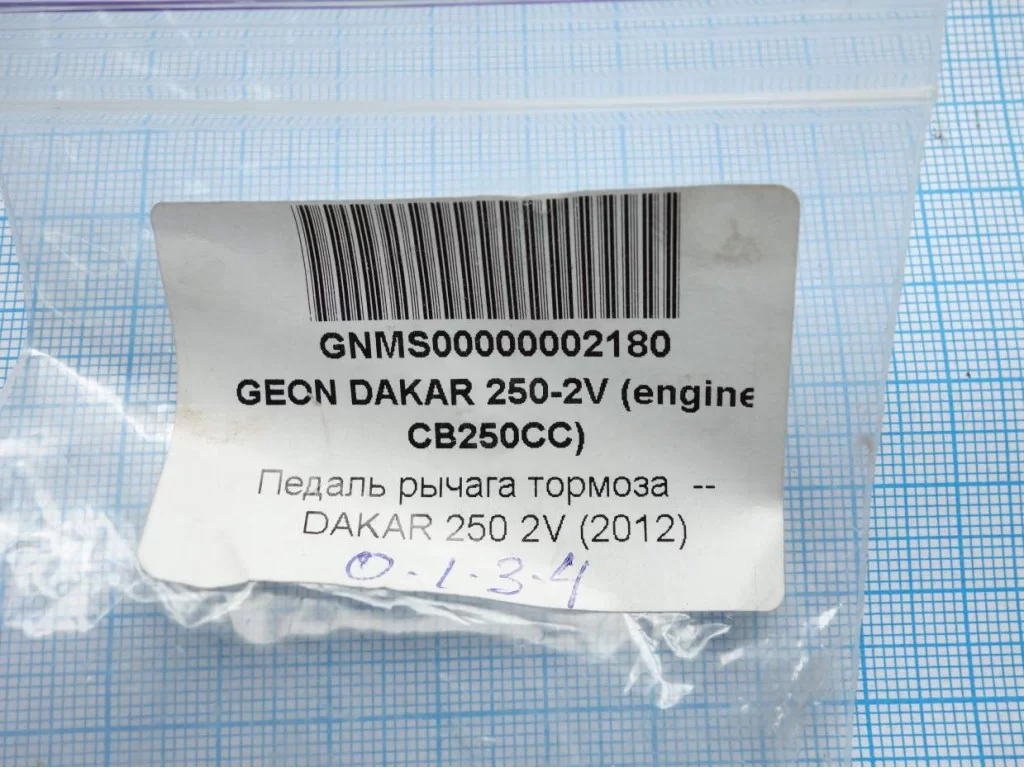 GNMS00000002180
GEON DAKAR 250-2V (engine
CB250CC)
Педаль рычага тормоза --
DAKAR 250 2V (2012)
0-1-3-4